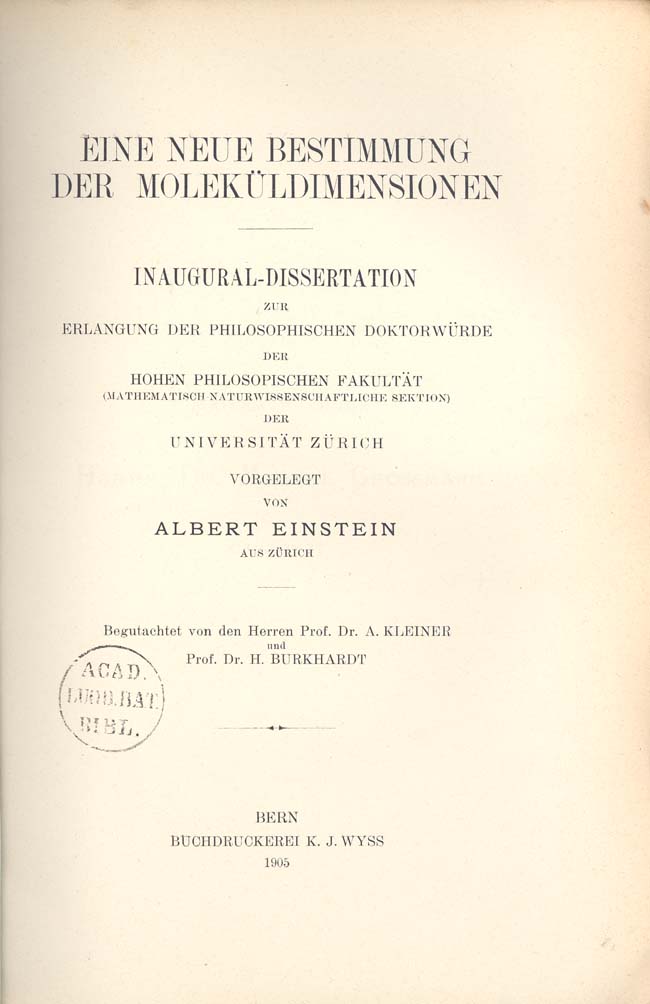 EINE NEUE BESTIMMUNG
DER MOLEKÜLDIMENSIONEN
INAUGURAL-DISSERTATION
ZUR
ERLANGUNG DER PHILOSOPHISCHEN DOKTORWÜRDE
DER
HOHEN PHILOSOPISCHEN FAKULTÄT
(MATHEMATISCH-NATURWISSENSCHAFTLICHE SEKTION)
DER
UNIVERSITÄT ZÜRICH
VORGELEGT
VON
ALBERT EINSTEIN
AUS ZÜRICH
Begutachtet von den Herren Prof. Dr. A. KLEINER
und
Prof. Dr. H. BURKHARDT
ACAD.
LUGD.BAT.
BIBL.
BERN
BUCHDRUCKEREI K. J. WYSS
1905